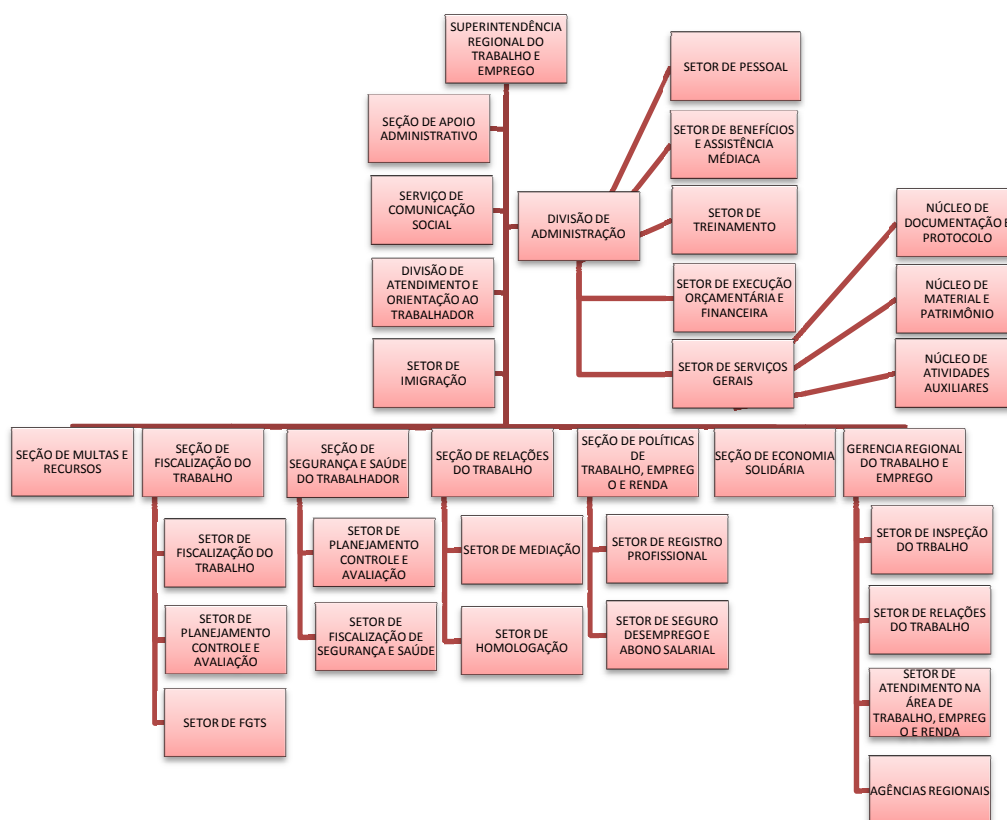 SUPERINTENDÊNCIA
REGIONAL DO
TRABALHO E
EMPREGO
SETOR DE PESSOAL
SEÇÃO DE APOIO
ADMINISTRATIVO
SETOR DE BENEFÍCIOS
E ASSISTÊNCIA
MÉDIACA
SERVIÇO DE
COMUNICAÇÃO
SOCIAL
DIVISÃO DE
ADMINISTRAÇÃO
SETOR DE
TREINAMENTO
NÚCLEO DE
DOCUMENTAÇÃO E
PROTOCOLO
DIVISÃO DE
ATENDIMENTO E
ORIENTAÇÃO AO
TRABALHADOR
SETOR DE EXECUÇÃO
ORÇAMENTÁRIA E
FINANCEIRA
NÚCLEO DE
MATERIAL E
PATRIMÔNIO
SETOR DE
IMIGRAÇÃO
SETOR DE SERVIÇOS
GERAIS
NÚCLEO DE
ATIVIDADES
AUXILIARES
SEÇÃO DE MULTAS E
RECURSOS
SEÇÃO DE
FISCALIZAÇÃO DO
TRABALHO
SEÇÃO DE
SEGURANÇA E SAÚDE
DO TRABALHADOR
SEÇÃO DE RELAÇÕES
DO TRABALHO
SEÇÃO DE POLÍTICAS
DE
TRABALHO, EMPREG
O E RENDA
SEÇÃO DE ECONOMIA
SOLIDÁRIA
GERENCIA REGIONAL
DO TRABALHO E
EMPREGO
SETOR DE
FISCALIZAÇÃO DO
TRABALHO
SETOR DE
PLANEJAMENTO
CONTROLE E
AVALIAÇÃO
SETOR DE MEDIAÇÃO
SETOR DE REGISTRO
PROFISSIONAL
SETOR DE INSPEÇÃO
DO TRBALHO
SETOR DE
PLANEJAMENTO
CONTROLE E
AVALIAÇÃO
SETOR DE
FISCALIZAÇÃO DE
SEGURANÇA E SAÚDE
SETOR DE
HOMOLOGAÇÃO
SETOR DE SEGURO
DESEMPREGO E
ABONO SALARIAL
SETOR DE RELAÇÕES
DO TRABALHO
SETOR DE FGTS
SETOR DE
ATENDIMENTO NA
ÁREA DE
TRABALHO, EMPREG
O E RENDA
AGÊNCIAS REGIONAIS